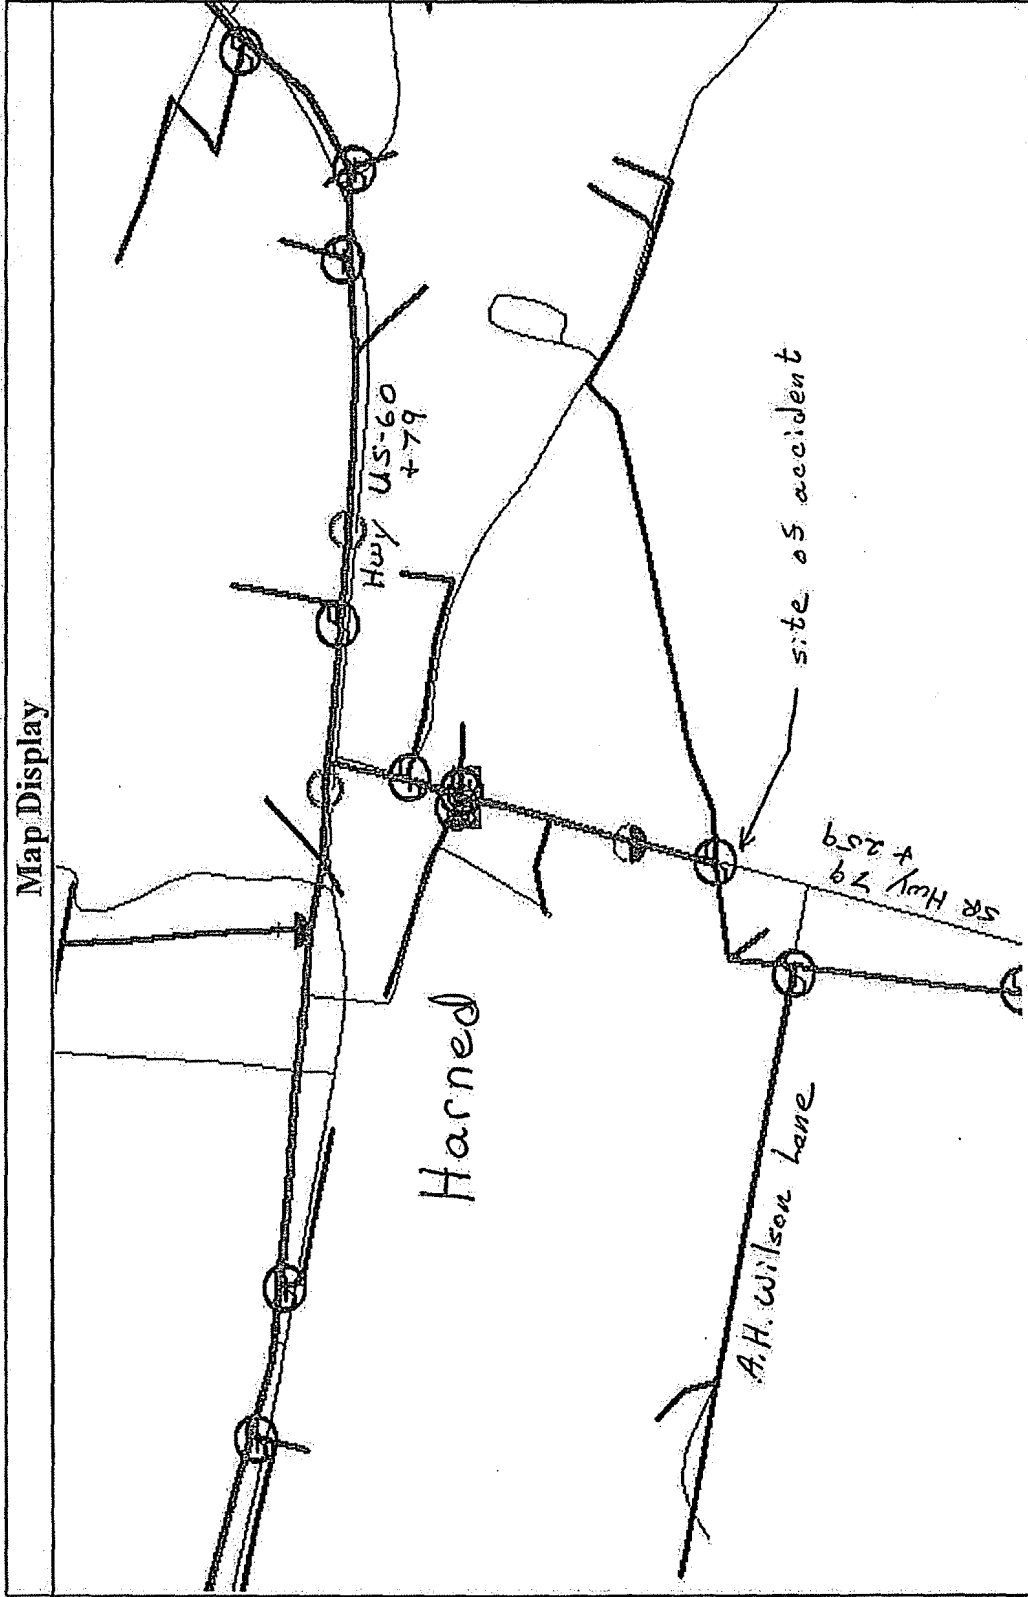 Map Display
Hwy US-60
+79
site of accident
SR Hwy 79
+ 259
Harned
A.H. Wilson Lane